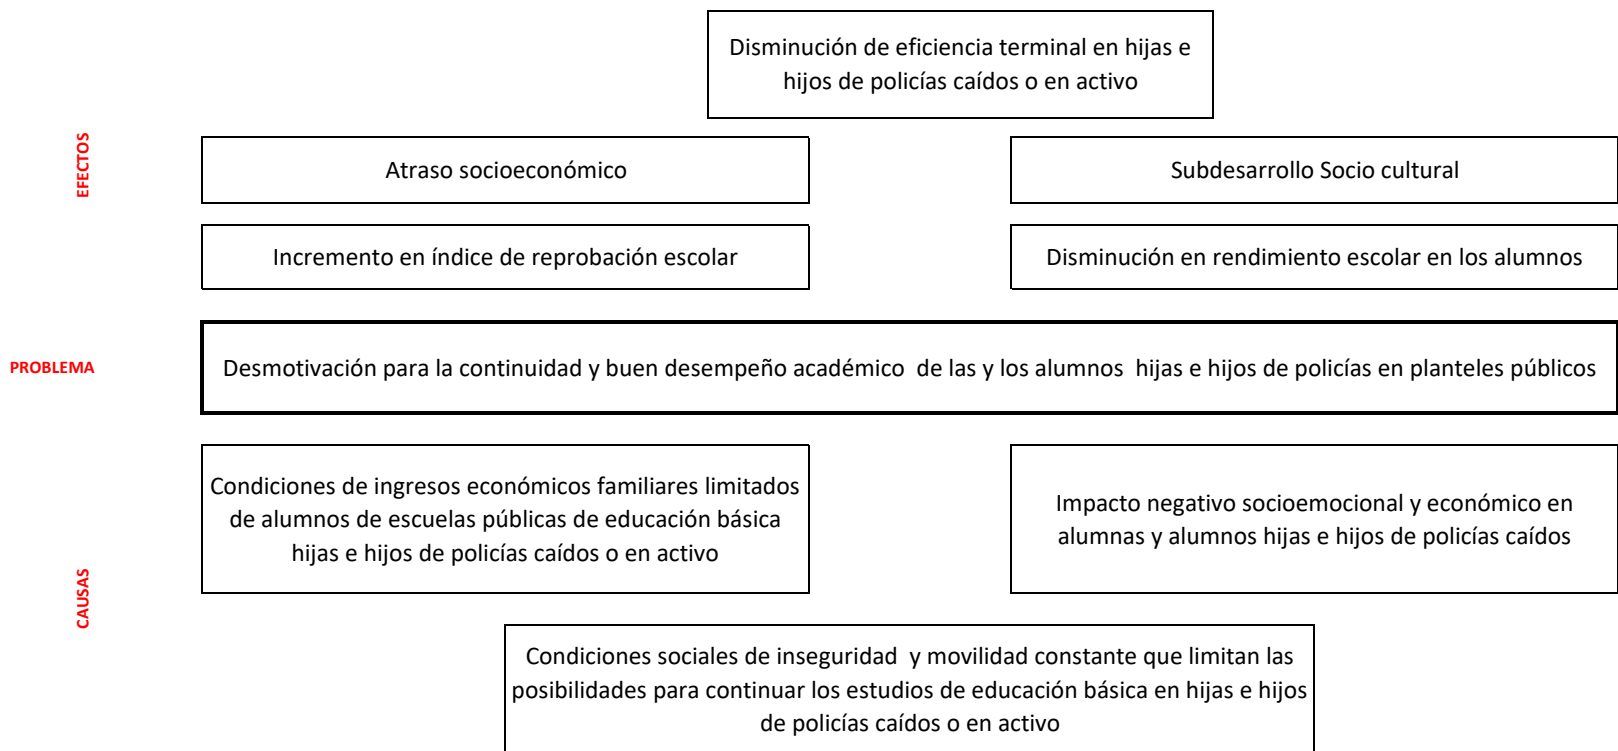 Disminución de eficiencia terminal en hijas e
hijos de policías caídos o en activo
EFECTOS
Atraso socioeconómico
Subdesarrollo Socio cultural
Incremento en índice de reprobación escolar
Disminución en rendimiento escolar en los alumnos
PROBLEMA
Desmotivación para la continuidad y buen desempeño académico  de las y los alumnos  hijas e hijos de policías en planteles públicos
CAUSAS
Condiciones de ingresos económicos familiares limitados
de alumnos de escuelas públicas de educación básica
hijas e hijos de policías caídos o en activo
Impacto negativo socioemocional y económico en
alumnas y alumnos hijas e hijos de policías caídos
Condiciones sociales de inseguridad  y movilidad constante que limitan las
posibilidades para continuar los estudios de educación básica en hijas e hijos
de policías caídos o en activo